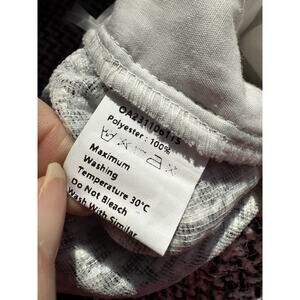 Polyester : 100%
Maximum
Washing
Temperature 30°C
Do Not Bleach
Wash With Similar